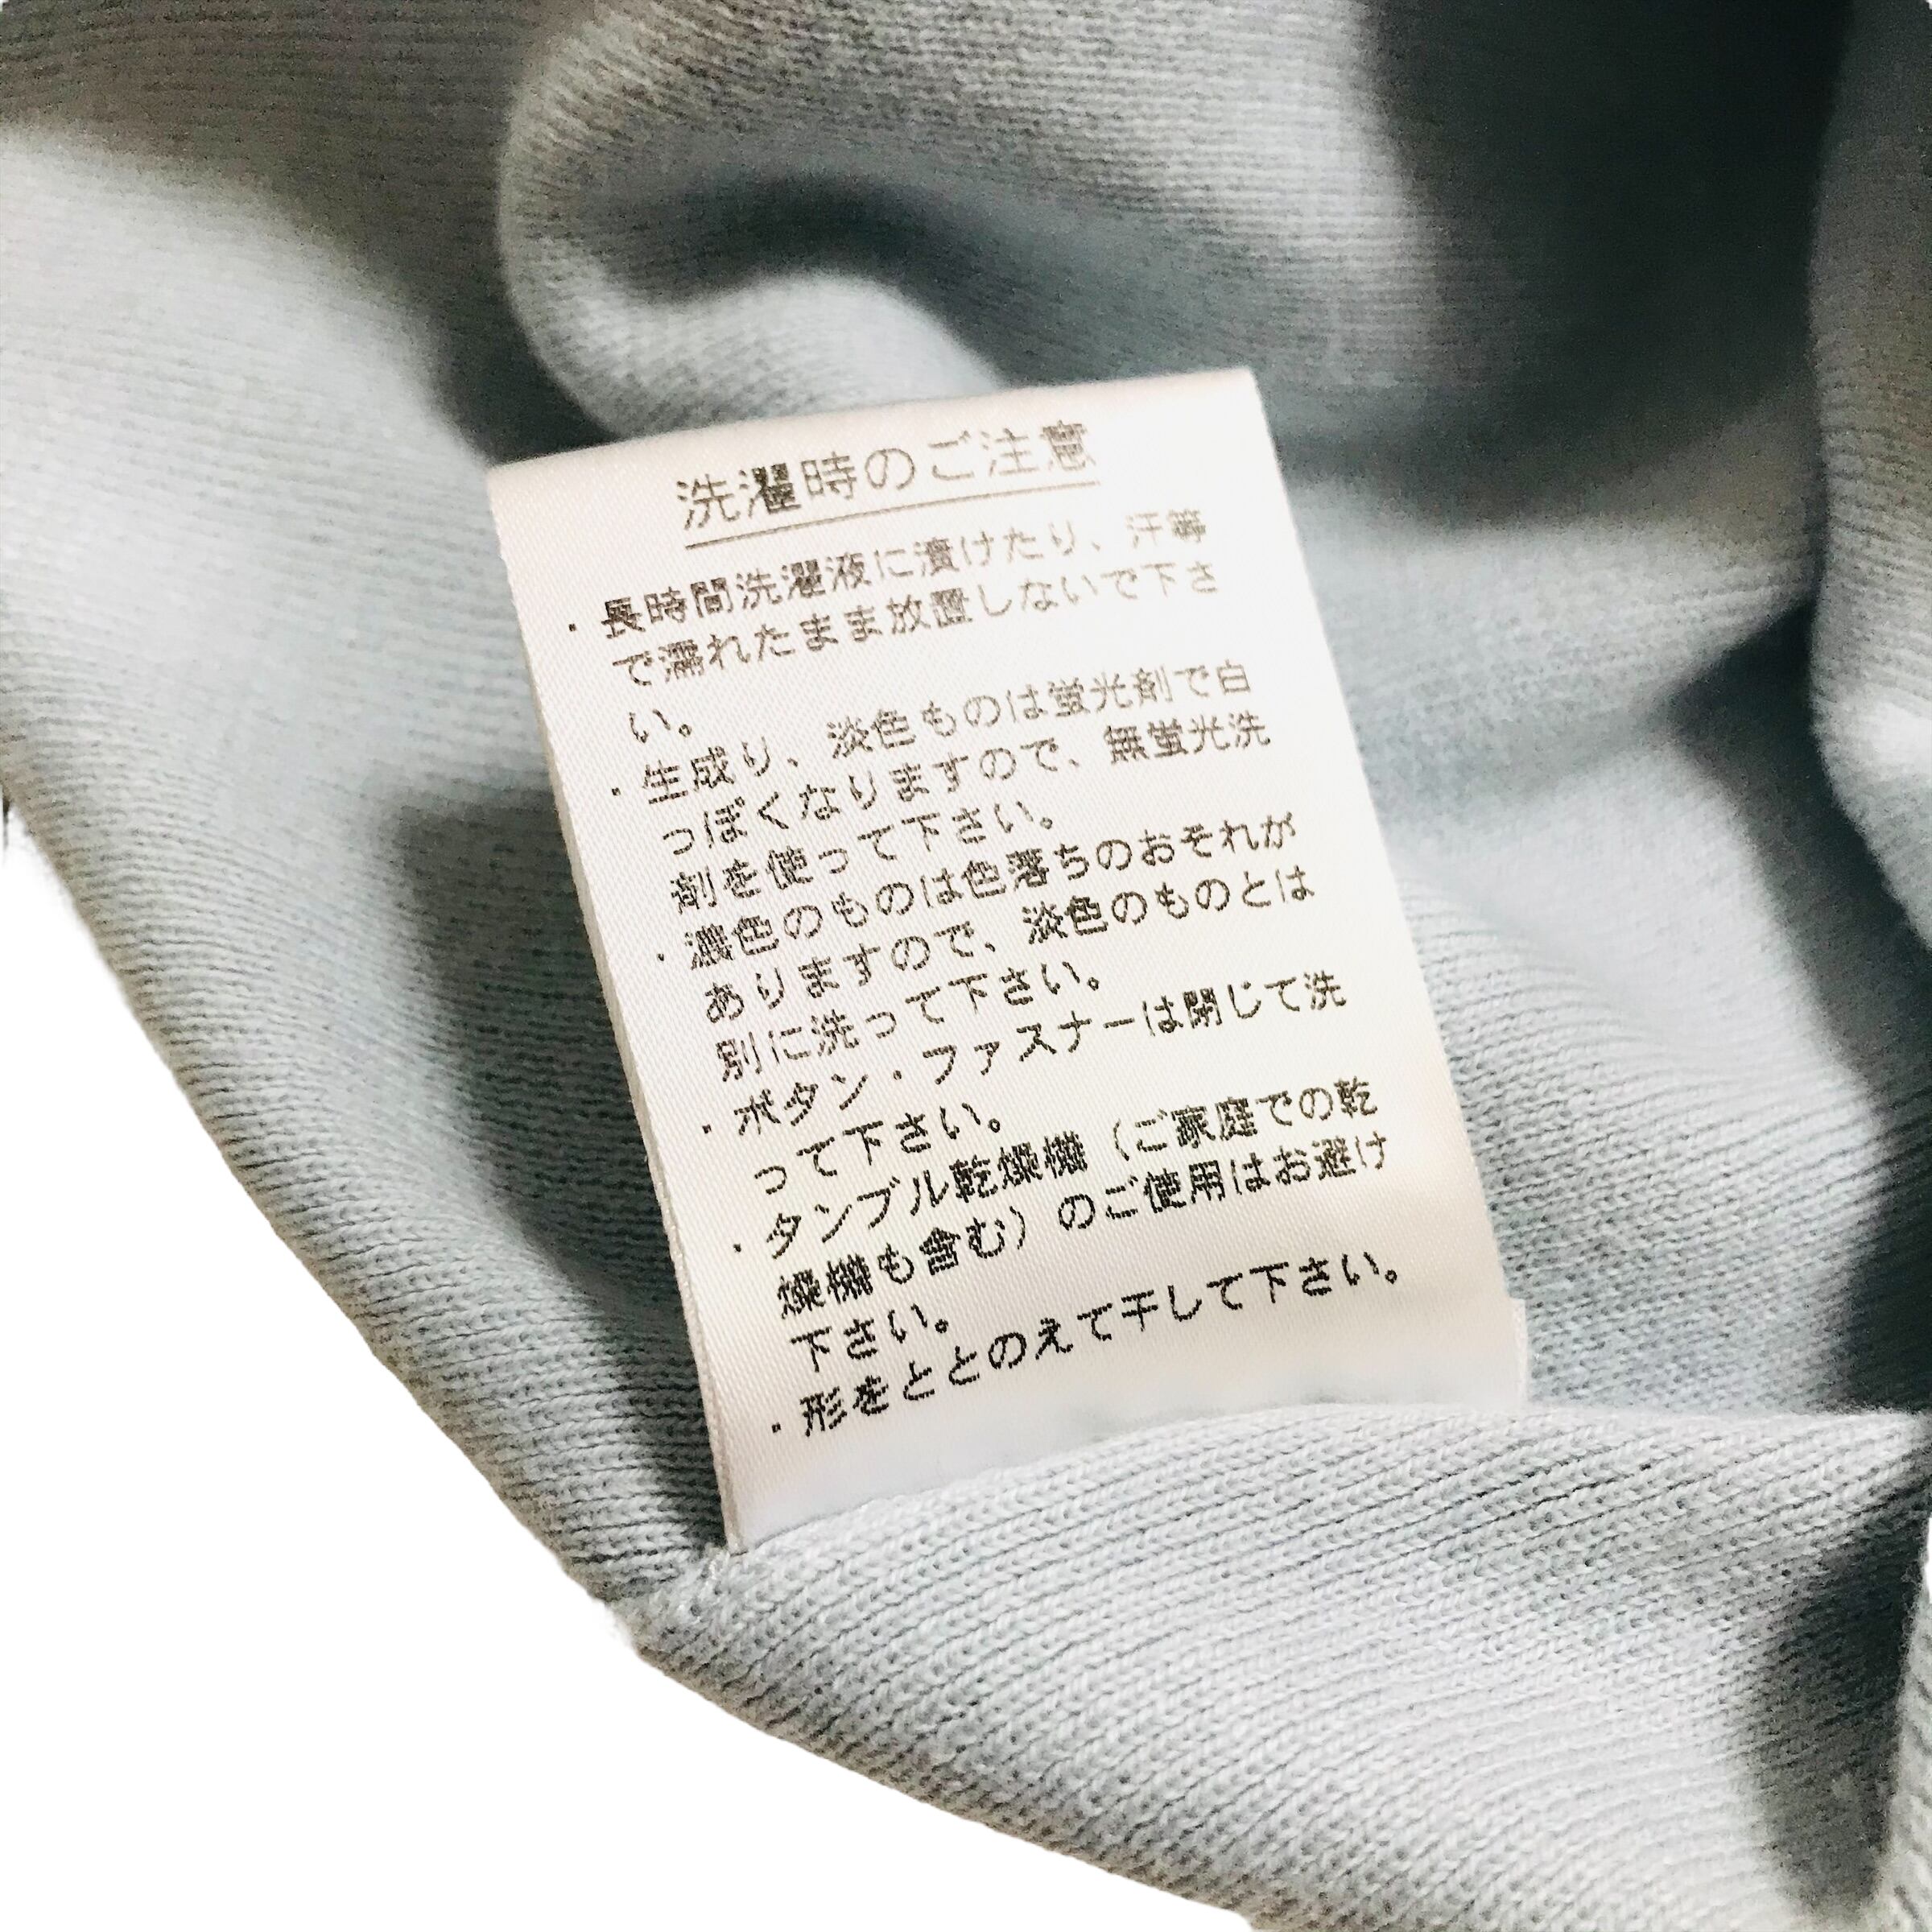 洗濯時のご注意
・長時間洗濯液に漬けたり、汗等
で濡れたまま放置しないで下さ
い。
・生成り、淡色ものは蛍光剤で白
っぽくなりますので、無蛍光洗
剤を使って下さい。
・濃色のものは色落ちのおそれが
ありますので、淡色のものとは
別に洗って下さい。
・ボタン・ファスナーは閉じて洗
って下さい。
・タンブル乾燥機（ご家庭での乾
燥機も含む）のご使用はお避け
下さい。
・形をととのえて干して下さい。